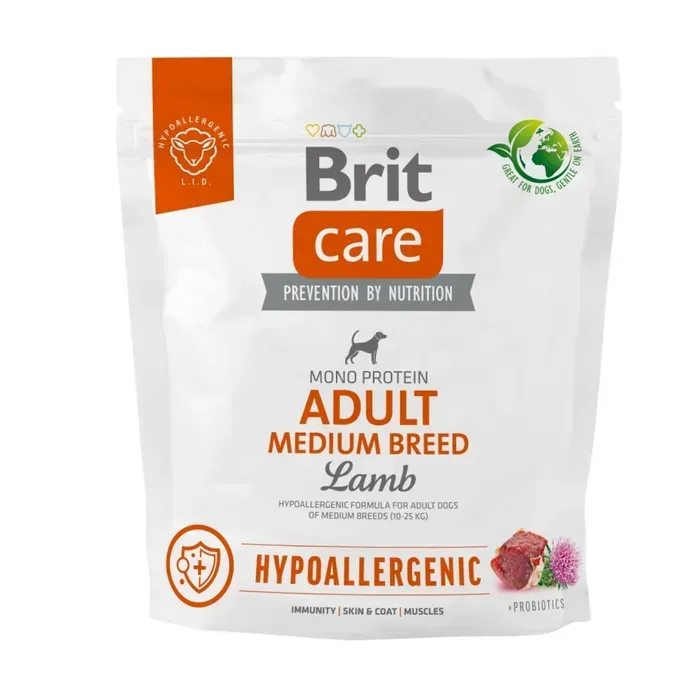 HYPOALLERGENIC
L.I.D.
GREAT FOR DOGS, GENTLE ON EARTH
Brit
care
PREVENTION BY NUTRITION
MONO PROTEIN
ADULT
MEDIUM BREED
Lamb
HYPOALLERGENIC FORMULA FOR ADULT DOGS
OF MEDIUM BREEDS (10-25 KG)
HYPOALLERGENIC
+PROBIOTICS
IMMUNITY | SKIN & COAT | MUSCLES